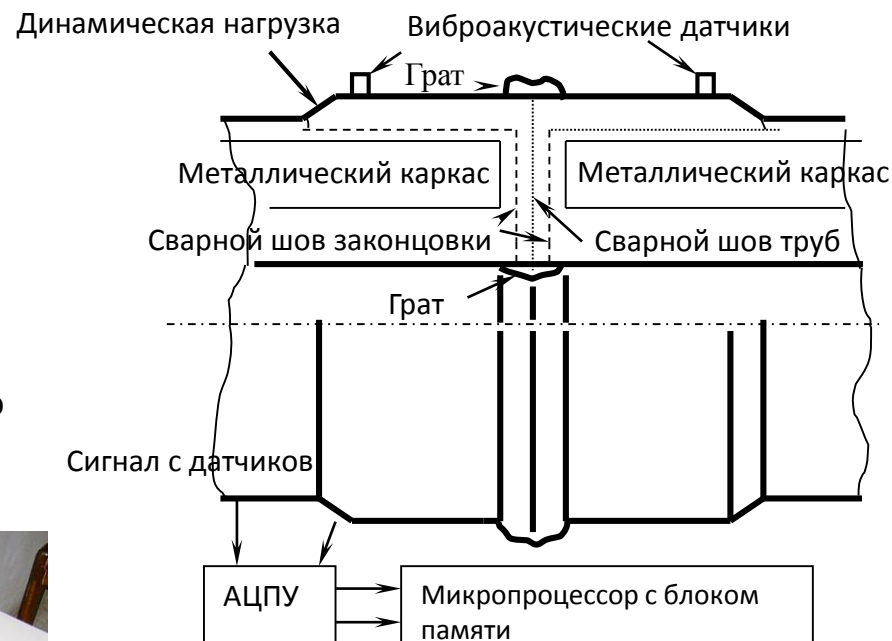 Динамическая нагрузка
Виброакустические датчики
Грат
Металлический каркас
Металлический каркас
Сварной шов законцовки
Сварной шов труб
Грат
Сигнал с датчиков
АЦПУ
Микропроцессор с блоком
памяти